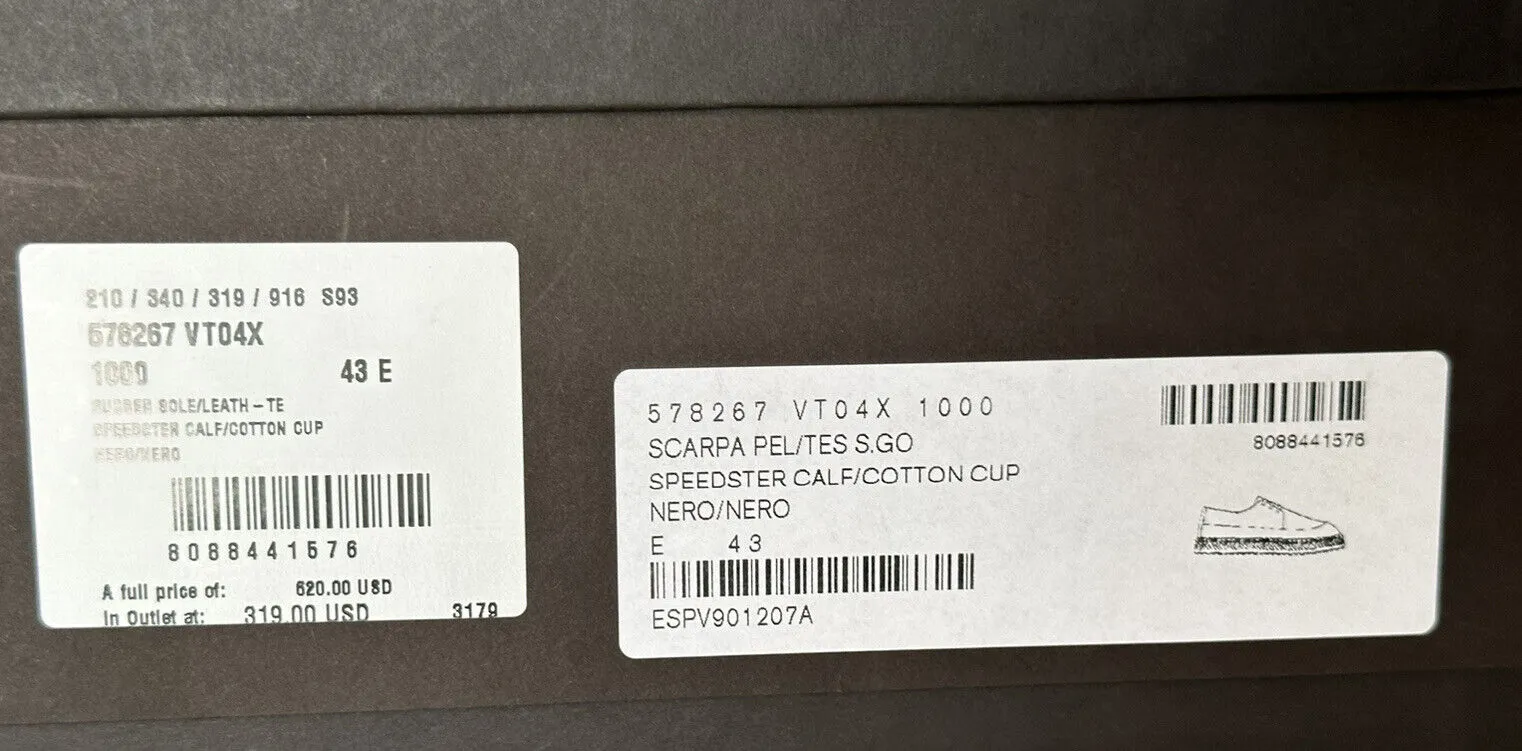 210 / 340 / 319 / 916 S93
578267 VT04X
1000 43 E
RUBBER SOLE/LEATH-TE
SPEEDSTER CALF/COTTON CUP
NERO/NERO
8088441576
A full price of: 620.00 USD
In Outlet at: 319.00 USD 3179
578267 VT04X 1000
SCARPA PEL/TES S.GO
SPEEDSTER CALF/COTTON CUP
NERO/NERO
E 43
ESPV901207A
8088441576